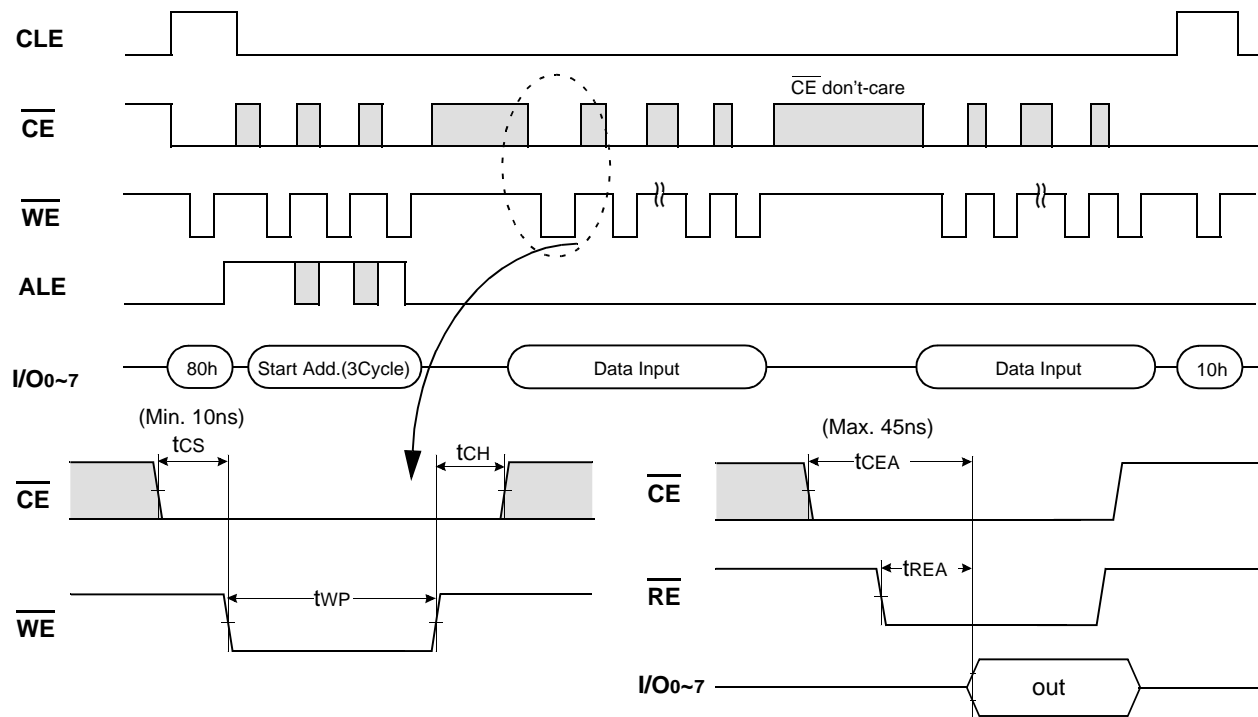 CLE
CE don't-care
CE
WE
ALE
I/O0~7
80h
Start Add.(3Cycle)
Data Input
Data Input
10h
(Min. 10ns)
tCS
tCH
CE
tWP
WE
(Max. 45ns)
tCEA
CE
tREA
RE
I/O0~7
out